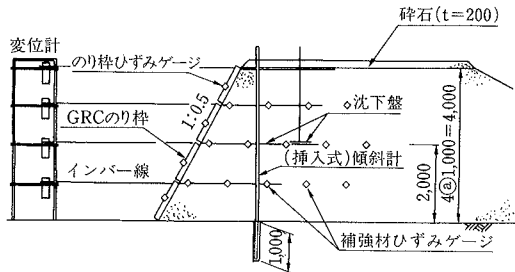 砕石(t=200)
変位計
のり枠ひずみゲージ
1:0.5
GRCのり枠
沈下盤
(挿入式)傾斜計
インバー線
2,000
4@1,000=4,000
補強材ひずみゲージ
1,000